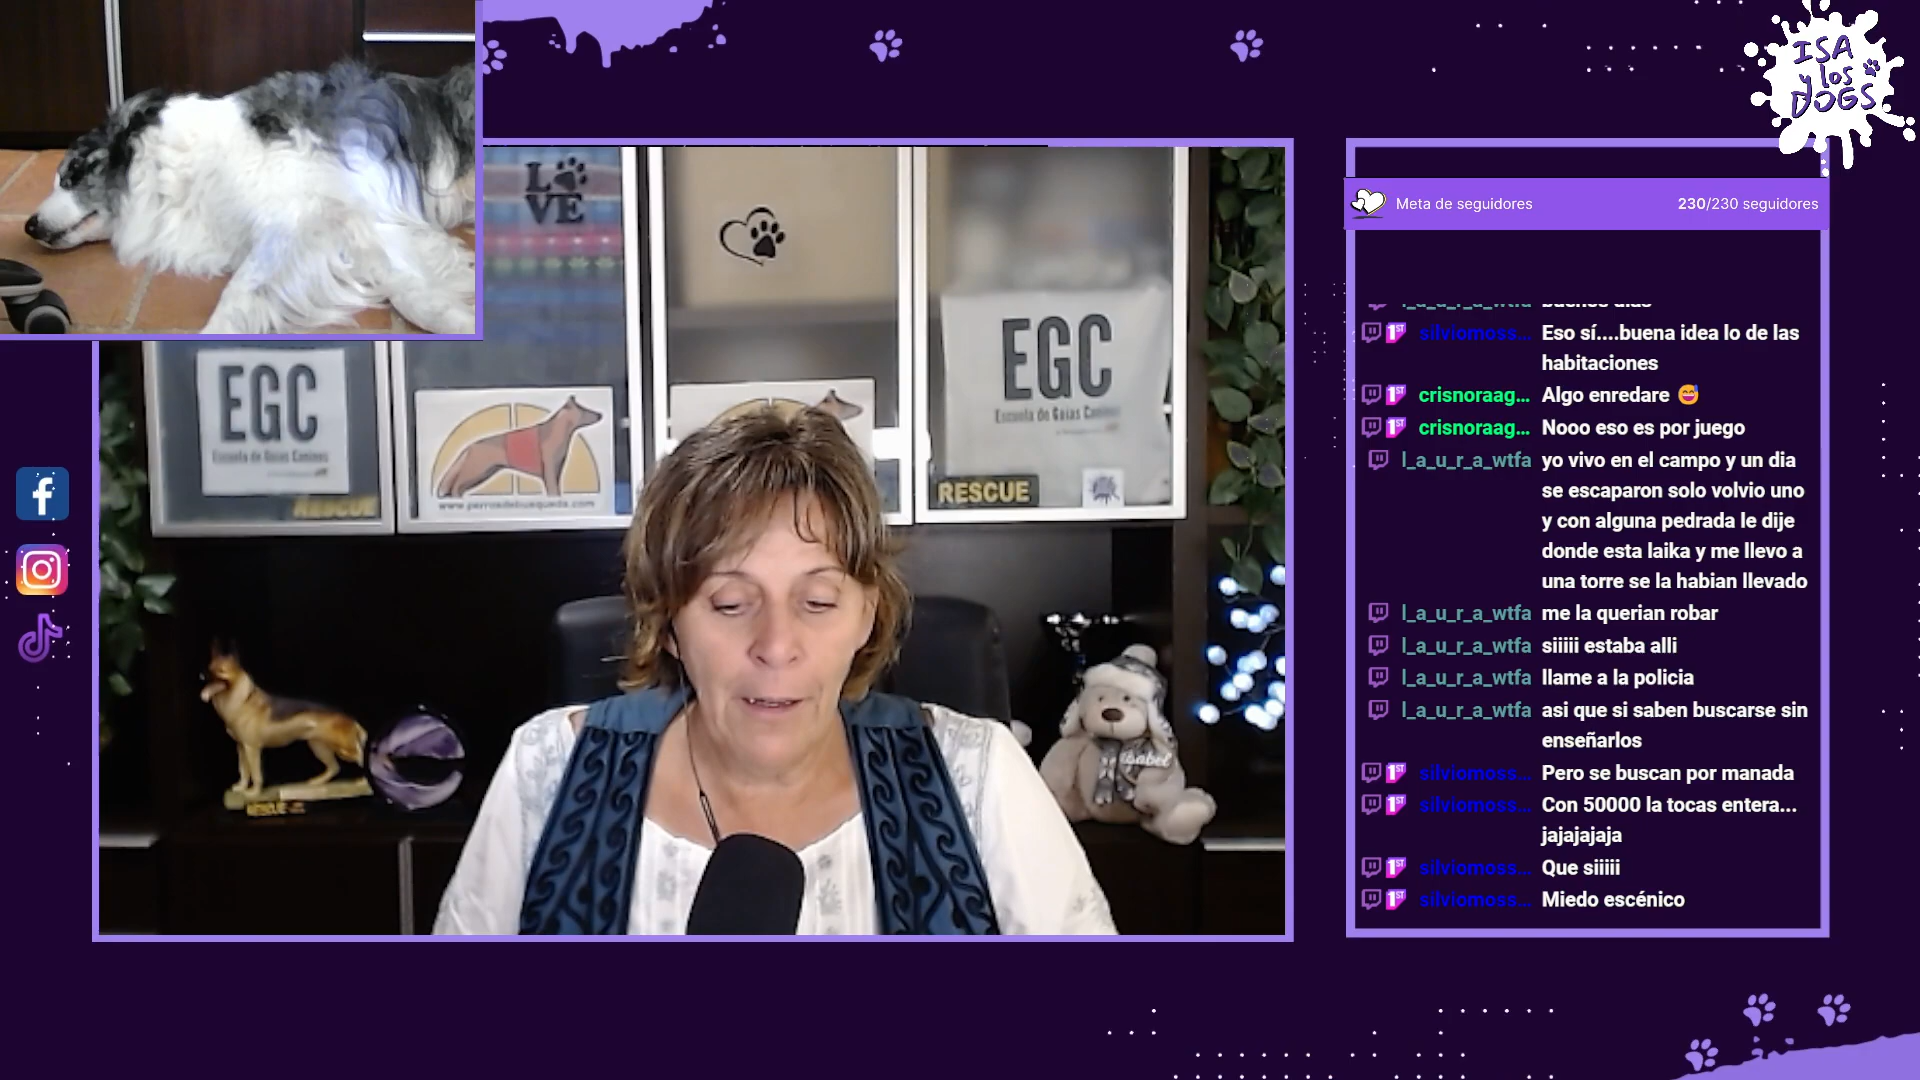 ISA
y los
DOGS
LOVE
Meta de seguidores
230/230 seguidores
buenos dias
silviomoss... Eso sí....buena idea lo de las
habitaciones
crisnoraag... Algo enredare 😅
crisnoraag... Nooo eso es por juego
l_a_u_r_a_wtfa yo vivo en el campo y un dia
se escaparon solo volvio uno
y con alguna pedrada le dije
donde esta laika y me llevo a
una torre se la habian llevado
l_a_u_r_a_wtfa me la querian robar
l_a_u_r_a_wtfa siiiii estaba alli
l_a_u_r_a_wtfa llame a la policia
l_a_u_r_a_wtfa asi que si saben buscarse sin
enseñarlos
silviomoss... Pero se buscan por manada
silviomoss... Con 50000 la tocas entera...
jajajajaja
silviomoss... Que siiiii
silviomoss... Miedo escénico
EGC
Escuela de Guías Caninos
RESCUE
www.perrosdebusqueda.com
EGC
Escuela de Guías Caninos
RESCUE
RESCUE
Isabel